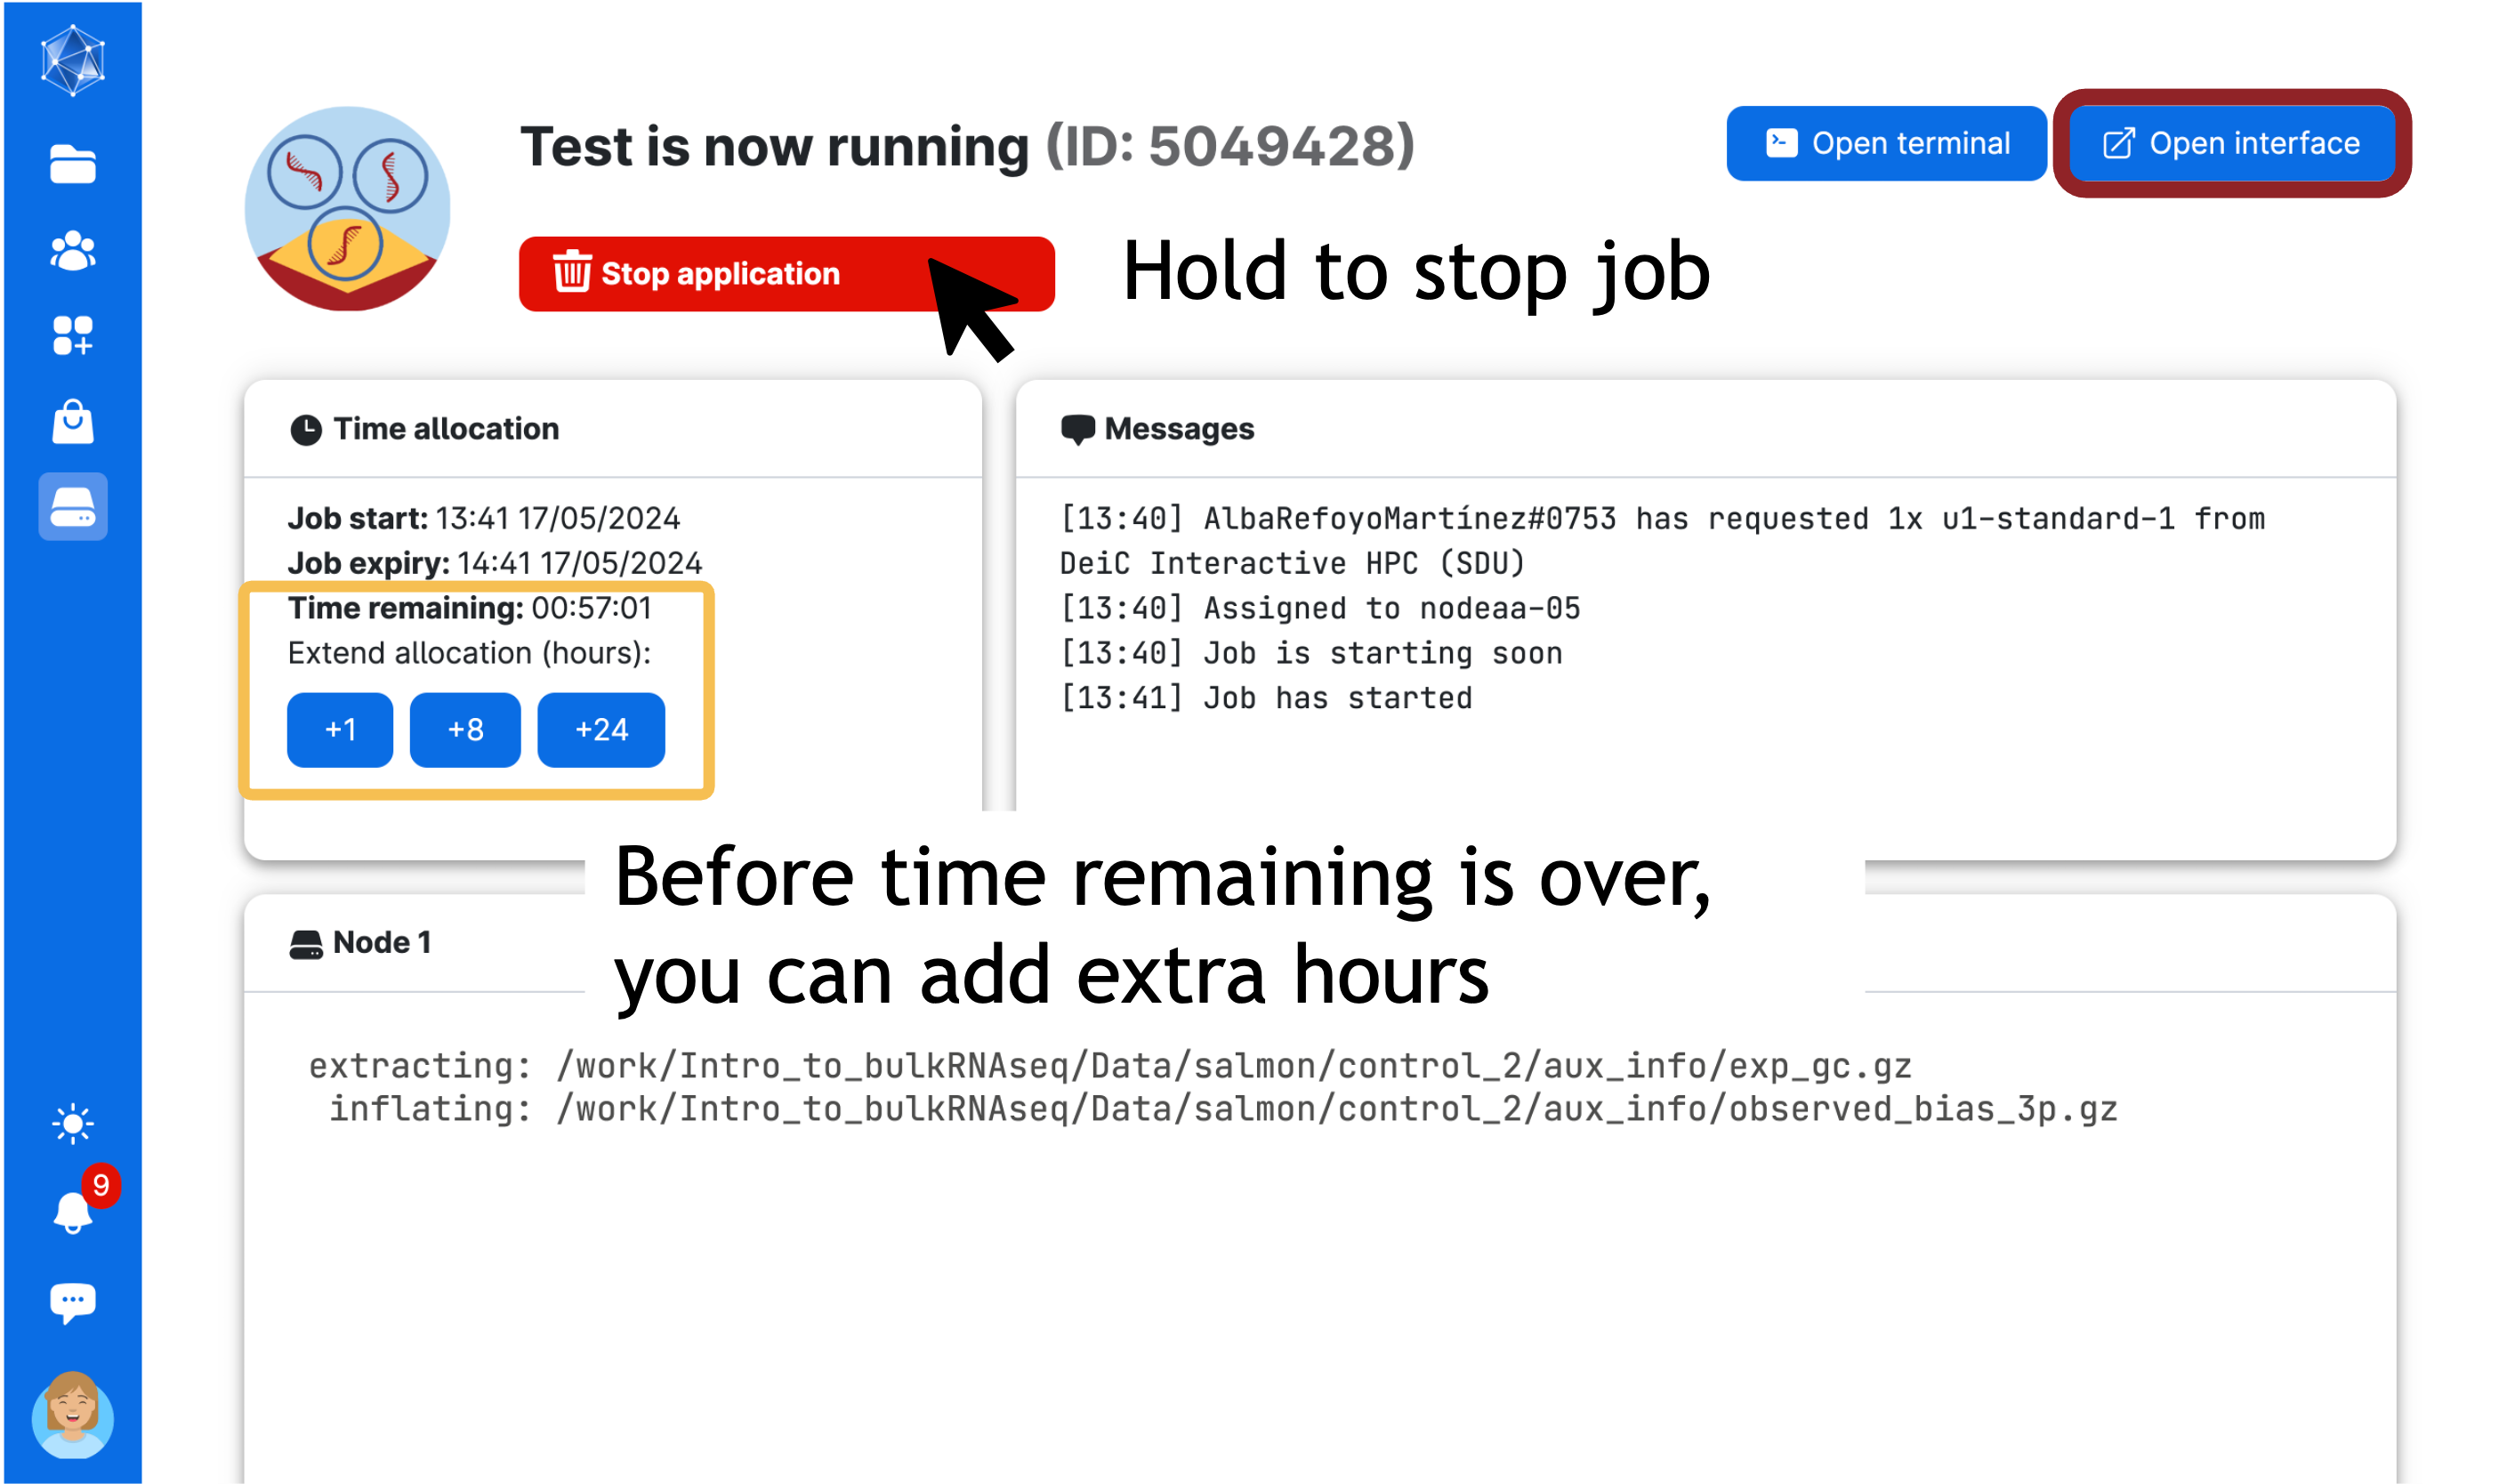 Test is now running (ID: 5049428)
Open terminal
Open interface
Stop application
Hold to stop job
Time allocation
Job start: 13:41 17/05/2024
Job expiry: 14:41 17/05/2024
Time remaining: 00:57:01
Extend allocation (hours):
+1
+8
+24
Messages
[13:40] AlbaRefoyoMartínez#0753 has requested 1x u1-standard-1 from
DeiC Interactive HPC (SDU)
[13:40] Assigned to nodeaa-05
[13:40] Job is starting soon
[13:41] Job has started
Before time remaining is over,
you can add extra hours
Node 1
extracting: /work/Intro_to_bulkRNAseq/Data/salmon/control_2/aux_info/exp_gc.gz
inflating: /work/Intro_to_bulkRNAseq/Data/salmon/control_2/aux_info/observed_bias_3p.gz
9